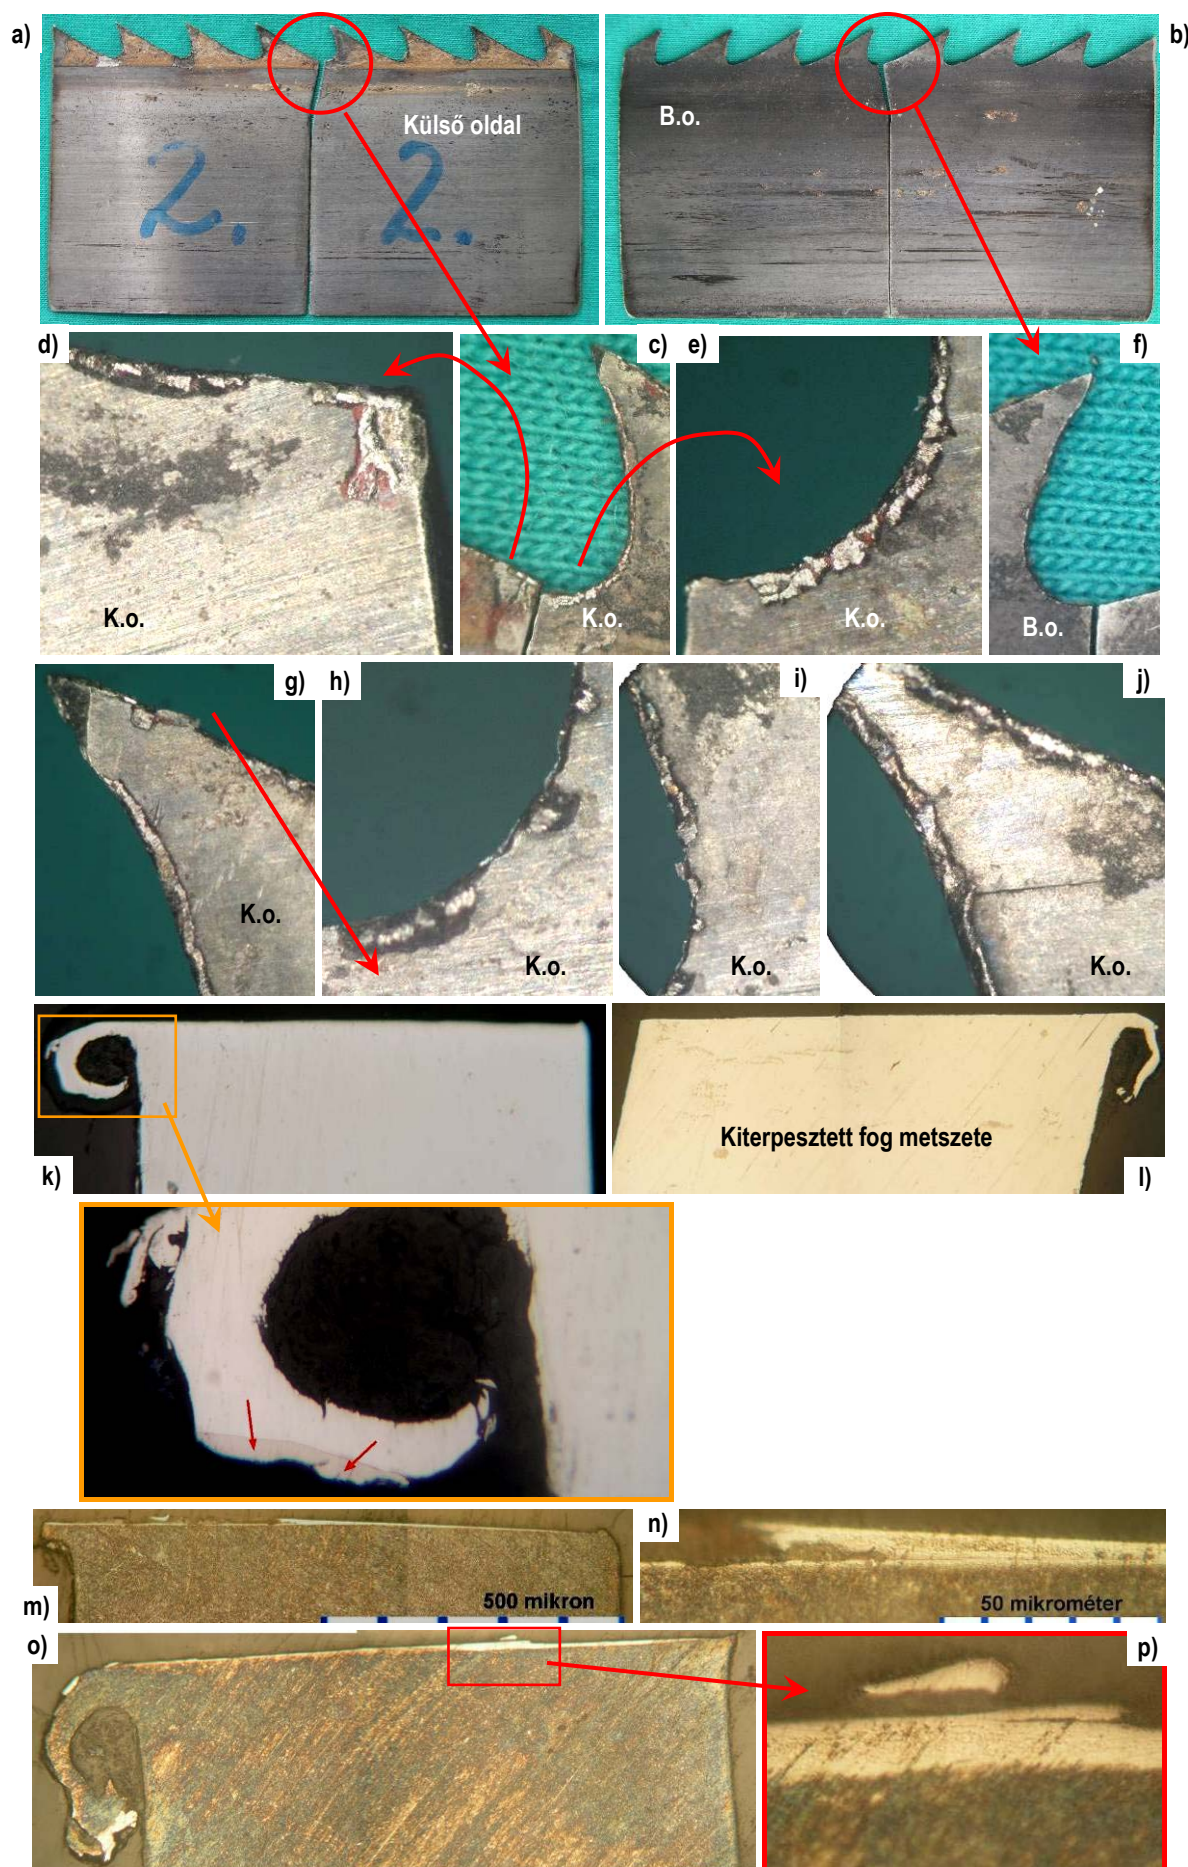 a)
b)
Külső oldal
B.o.
2.
2.
d)
c)
e)
f)
K.o.
K.o.
K.o.
B.o.
g)
h)
i)
j)
K.o.
K.o.
K.o.
K.o.
Kiterpesztett fog metszete
k)
l)
n)
500 mikron
50 mikrométer
m)
o)
p)